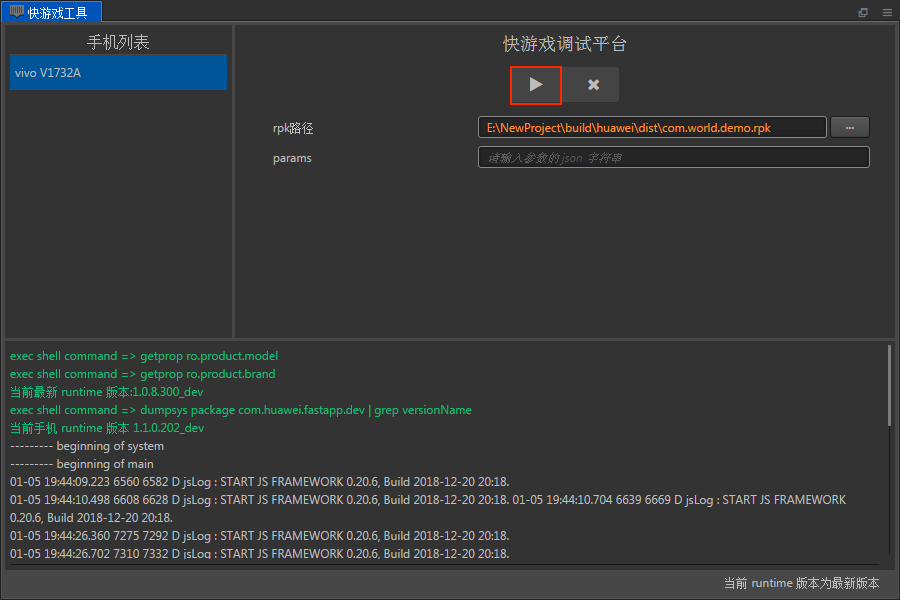 快游戏工具
手机列表
vivo V1732A
快游戏调试平台
rpk路径
E:\NewProject\build\huawei\dist\com.world.demo.rpk
...
params
请输入参数的 json 字符串
exec shell command => getprop ro.product.model
exec shell command => getprop ro.product.brand
当前最新 runtime 版本:1.0.8.300_dev
exec shell command => dumpsys package com.huawei.fastapp.dev | grep versionName
当前手机 runtime 版本 1.1.0.202_dev
--------- beginning of system
--------- beginning of main
01-05 19:44:09.223 6560 6582 D jsLog : START JS FRAMEWORK 0.20.6, Build 2018-12-20 20:18.
01-05 19:44:10.498 6608 6628 D jsLog : START JS FRAMEWORK 0.20.6, Build 2018-12-20 20:18. 01-05 19:44:10.704 6639 6669 D jsLog : START JS FRAMEWORK
0.20.6, Build 2018-12-20 20:18.
01-05 19:44:26.360 7275 7292 D jsLog : START JS FRAMEWORK 0.20.6, Build 2018-12-20 20:18.
01-05 19:44:26.702 7310 7332 D jsLog : START JS FRAMEWORK 0.20.6, Build 2018-12-20 20:18.
当前 runtime 版本为最新版本